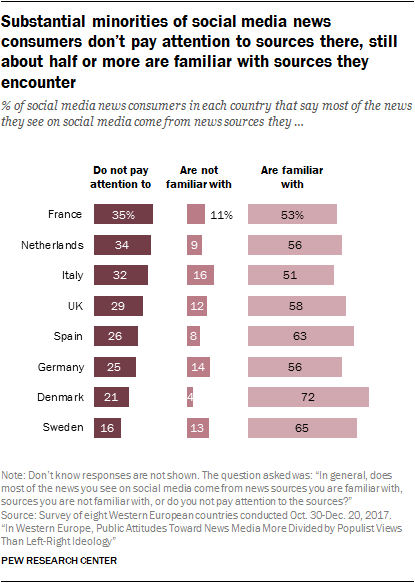 Substantial minorities of social media news
consumers don't pay attention to sources there, still
about half or more are familiar with sources they
encounter
% of social media news consumers in each country that say most of the news
they see on social media come from news sources they ...
Do not pay attention to
Are not familiar with
Are familiar with
France 35% 11% 53%
Netherlands 34 9 56
Italy 32 16 51
UK 29 12 58
Spain 26 8 63
Germany 25 14 56
Denmark 21 4 72
Sweden 16 13 65
Note: Don't know responses are not shown. The question asked was: "In general, does
most of the news you see on social media come from news sources you are familiar with,
sources you are not familiar with, or do you not pay attention to the sources?"
Source: Survey of eight Western European countries conducted Oct. 30-Dec. 20, 2017.
"In Western Europe, Public Attitudes Toward News Media More Divided by Populist Views
Than Left-Right Ideology"
PEW RESEARCH CENTER